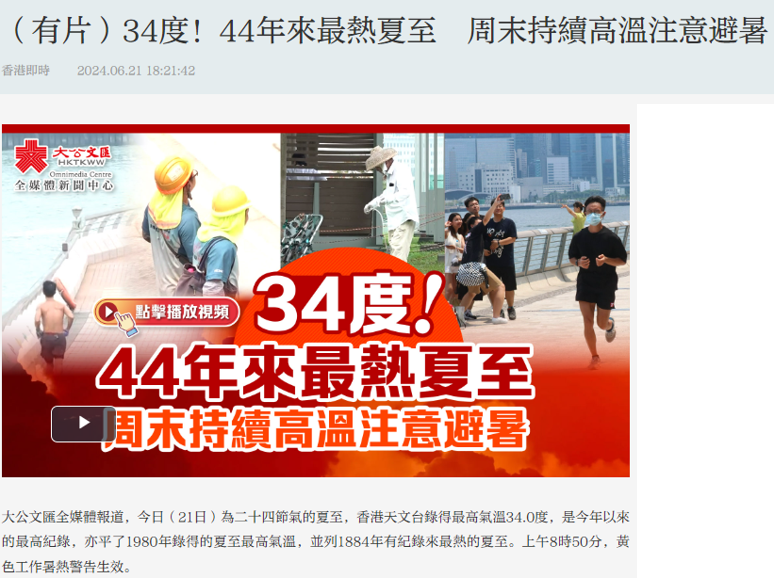 （有片）34度！44年來最熱夏至　周末持續高溫注意避暑
香港即時　2024.06.21 18:21:42
大公文匯
HKTKWW
Omnimedia Centre
全媒體新聞中心
點擊播放視頻
34度!
44年來最熱夏至
周末持續高溫注意避暑
大公文匯全媒體報道，今日（21日）為二十四節氣的夏至，香港天文台錄得最高氣溫34.0度，是今年以來
的最高紀錄，亦平了1980年錄得的夏至最高氣溫，並列1884年有紀錄來最熱的夏至。上午8時50分，黃
色工作暑熱警告生效。